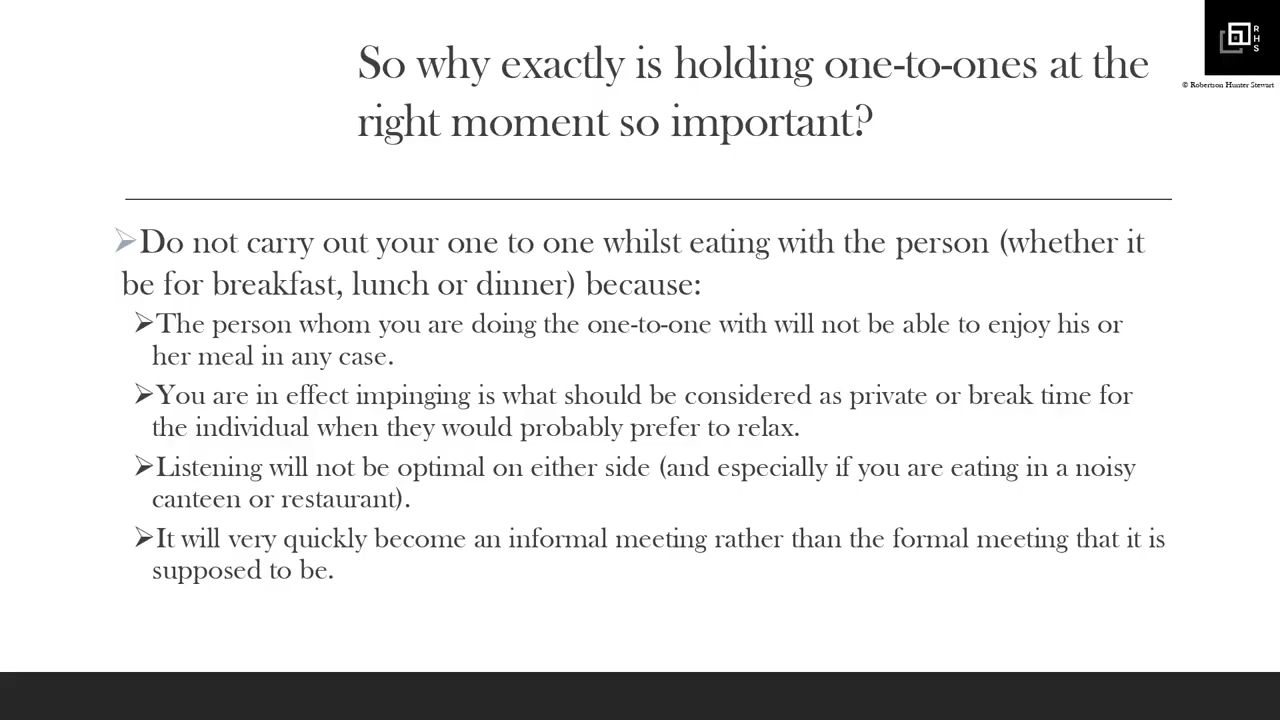 So why exactly is holding one-to-ones at the
right moment so important?
R
H
S
© Robertson Hunter Stewart
➢Do not carry out your one to one whilst eating with the person (whether it
be for breakfast, lunch or dinner) because:
➢The person whom you are doing the one-to-one with will not be able to enjoy his or
her meal in any case.
➢You are in effect impinging is what should be considered as private or break time for
the individual when they would probably prefer to relax.
➢Listening will not be optimal on either side (and especially if you are eating in a noisy
canteen or restaurant).
➢It will very quickly become an informal meeting rather than the formal meeting that it is
supposed to be.